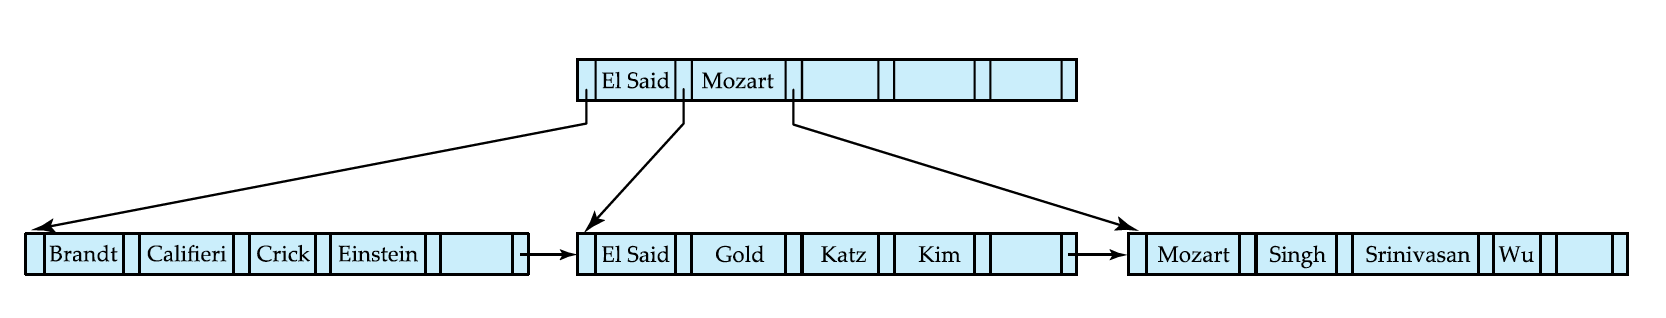 El Said Mozart
Brandt Califieri Crick Einstein El Said Gold Katz Kim Mozart Singh Srinivasan Wu